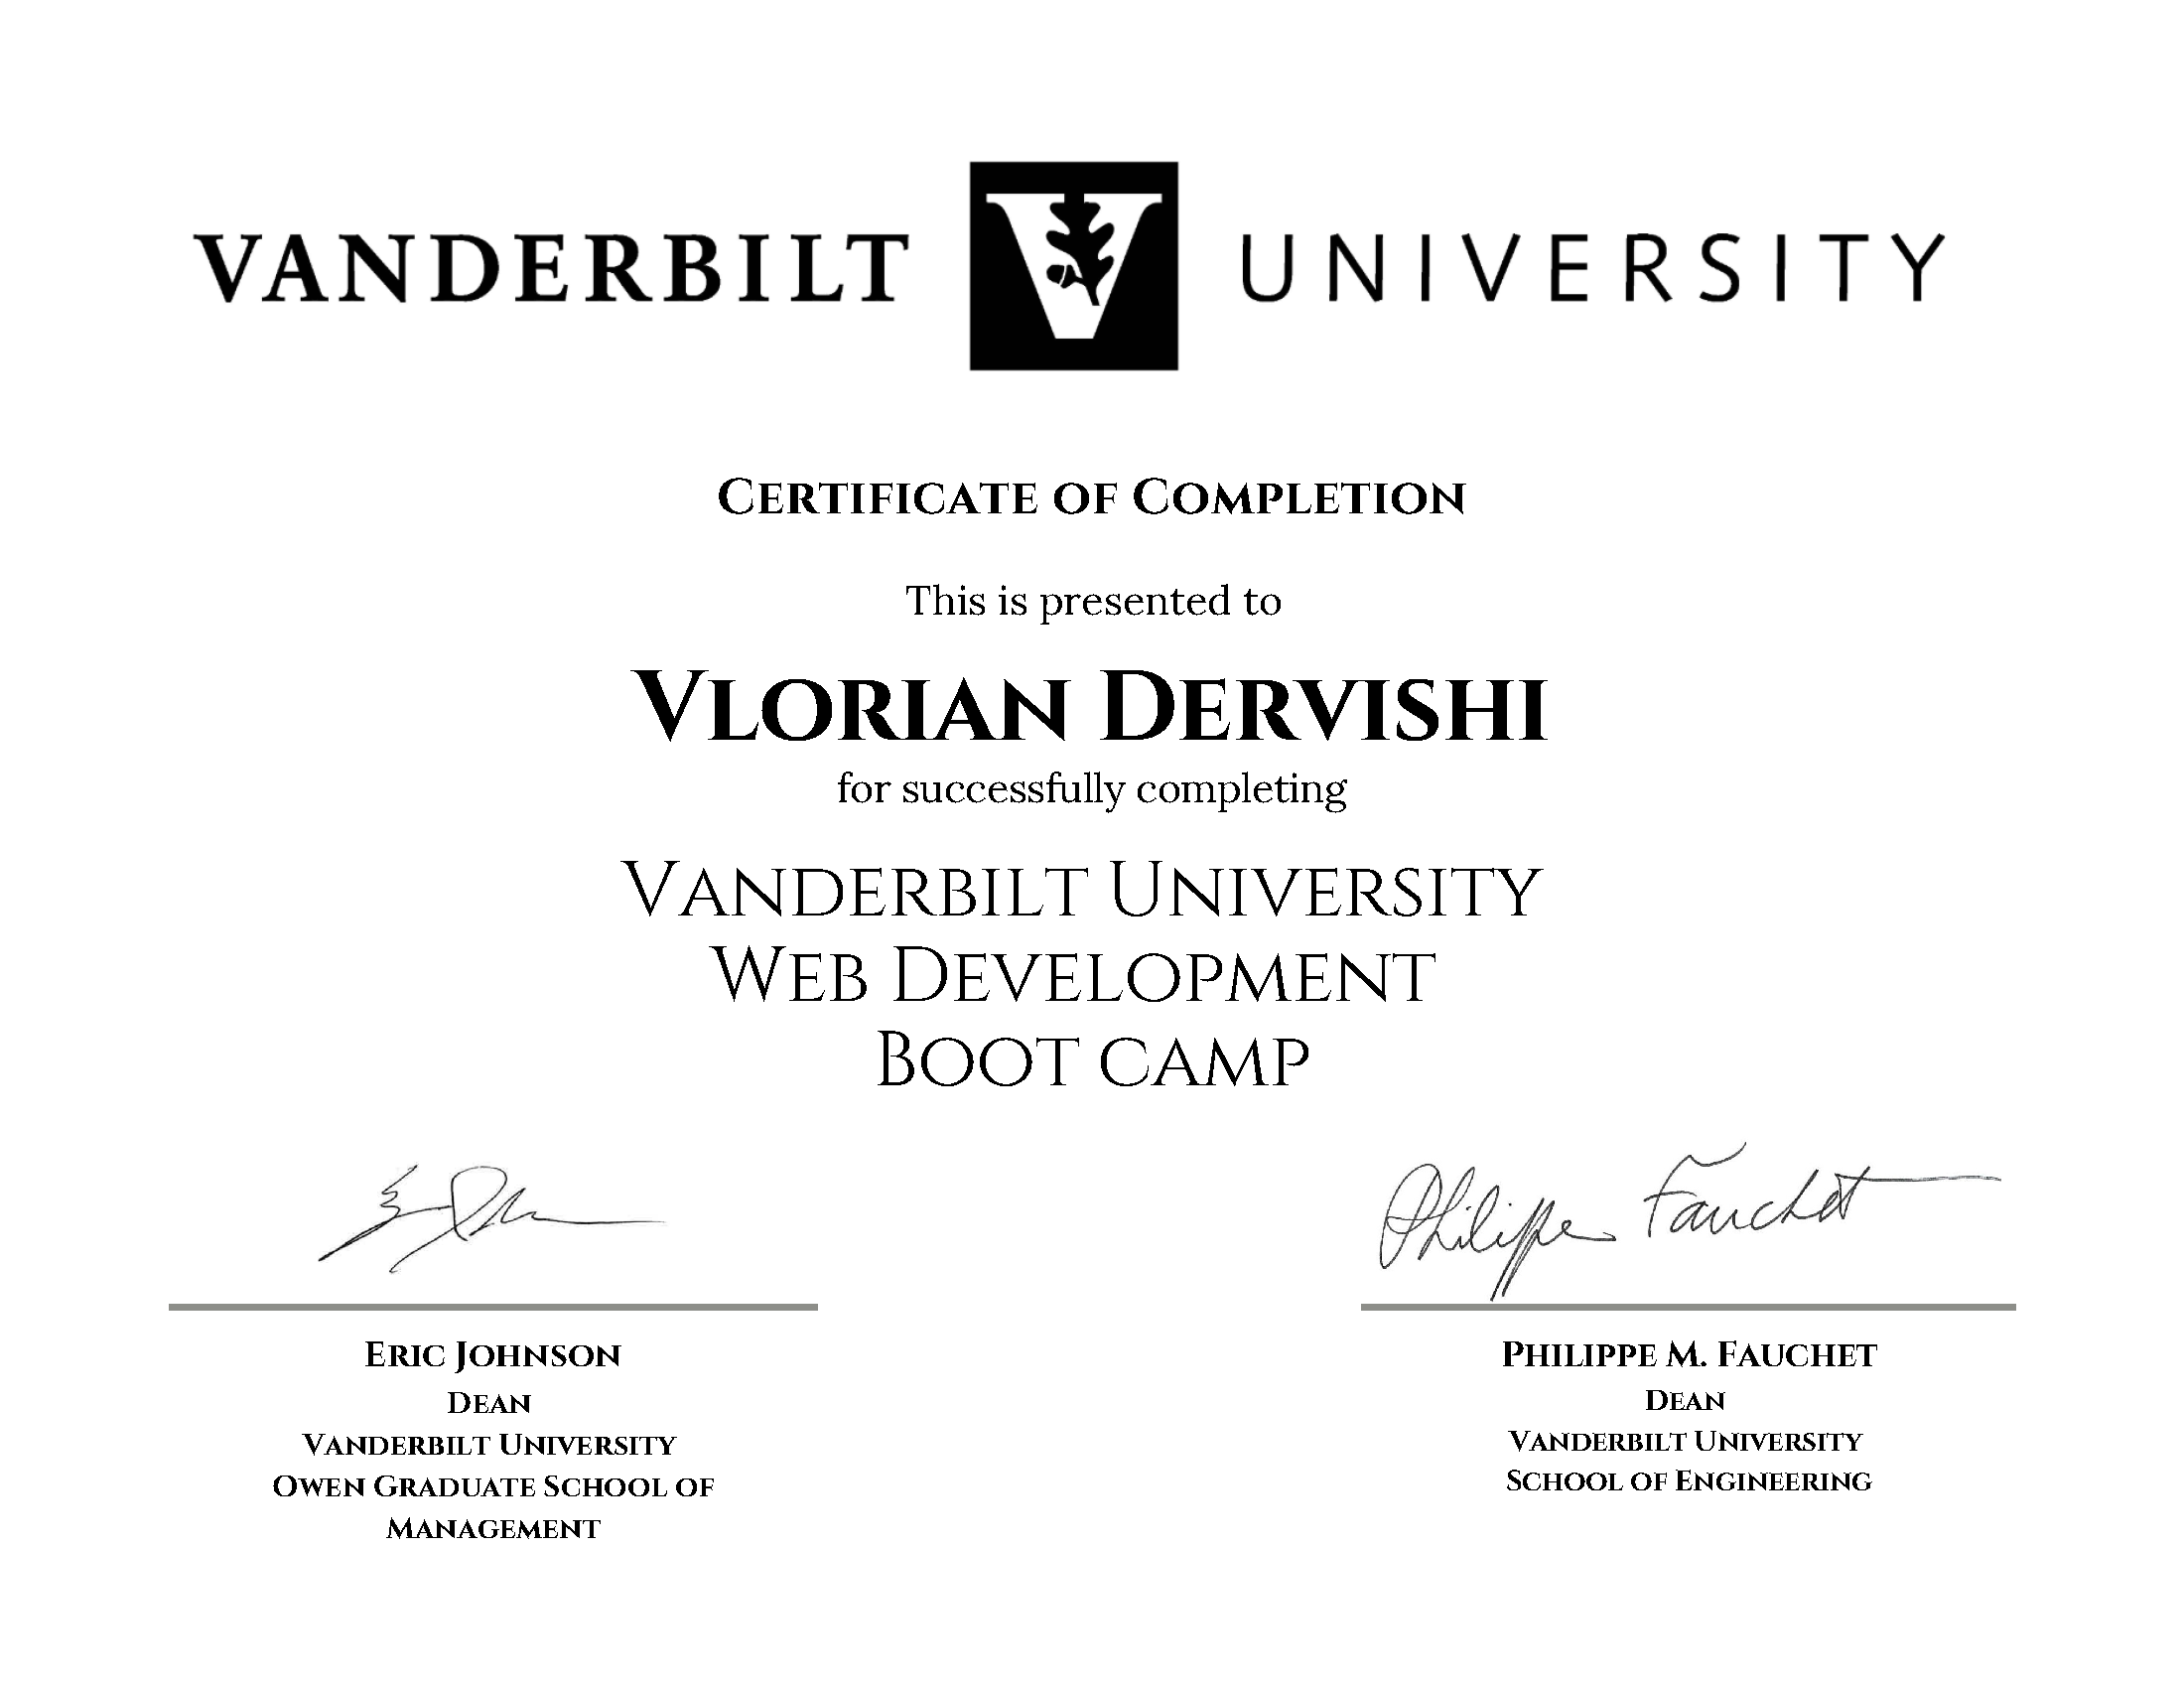 VANDERBILT V UNIVERSITY
CERTIFICATE OF COMPLETION
This is presented to
VLORIAN DERVISHI
for successfully completing
VANDERBILT UNIVERSITY
WEB DEVELOPMENT
BOOT CAMP
Philippe Fauchet
ERIC JOHNSON
DEAN
VANDERBILT UNIVERSITY
OWEN GRADUATE SCHOOL OF
MANAGEMENT
PHILIPPE M. FAUCHET
DEAN
VANDERBILT UNIVERSITY
SCHOOL OF ENGINEERING